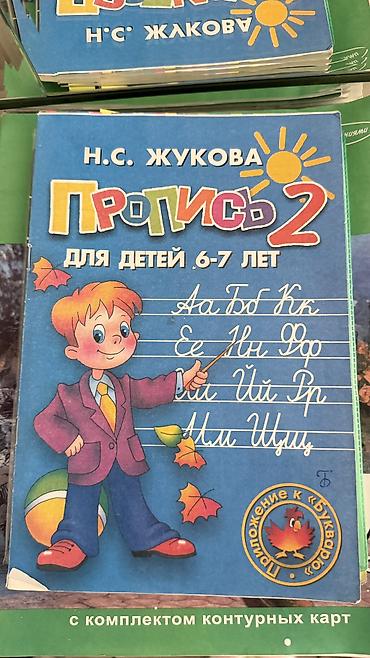 Н.С. ЖУКОВА
Н.С. ЖУКОВА
ПРОПИСЬ 2
ДЛЯ ДЕТЕЙ 6-7 ЛЕТ
Аа Бб Кк
Ее Нн Фф
Ии Йй Рр
Мм Щщ
Приложение к «Букварю»
с комплектом контурных карт